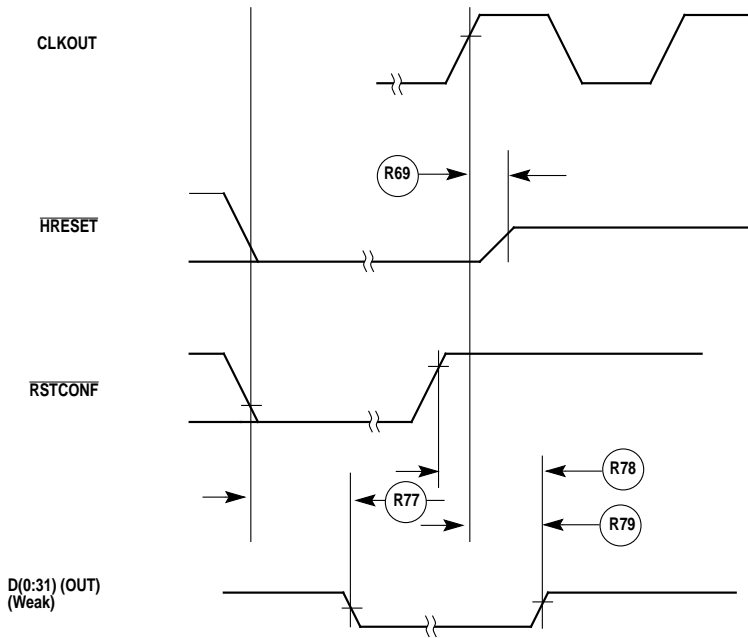 CLKOUT
R69
HRESET
RSTCONF
R78
R77
R79
D(0:31) (OUT)
(Weak)